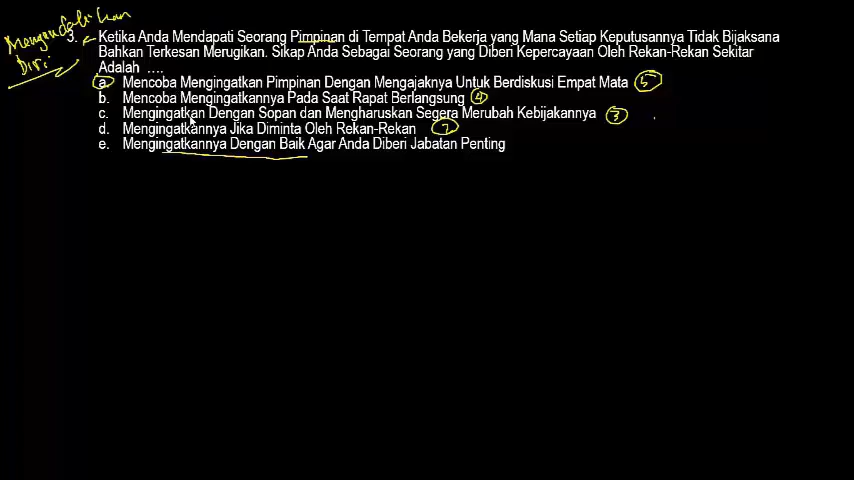 Mengendalikan
Diri
3. Ketika Anda Mendapati Seorang Pimpinan di Tempat Anda Bekerja yang Mana Setiap Keputusannya Tidak Bijaksana
Bahkan Terkesan Merugikan. Sikap Anda Sebagai Seorang yang Diberi Kepercayaan Oleh Rekan-Rekan Sekitar
Adalah ....
a. Mencoba Mengingatkan Pimpinan Dengan Mengajaknya Untuk Berdiskusi Empat Mata 5
b. Mencoba Mengingatkannya Pada Saat Rapat Berlangsung 4
c. Mengingatkan Dengan Sopan dan Mengharuskan Segera Merubah Kebijakannya 3
d. Mengingatkannya Jika Diminta Oleh Rekan-Rekan
e. Mengingatkannya Dengan Baik Agar Anda Diberi Jabatan Penting